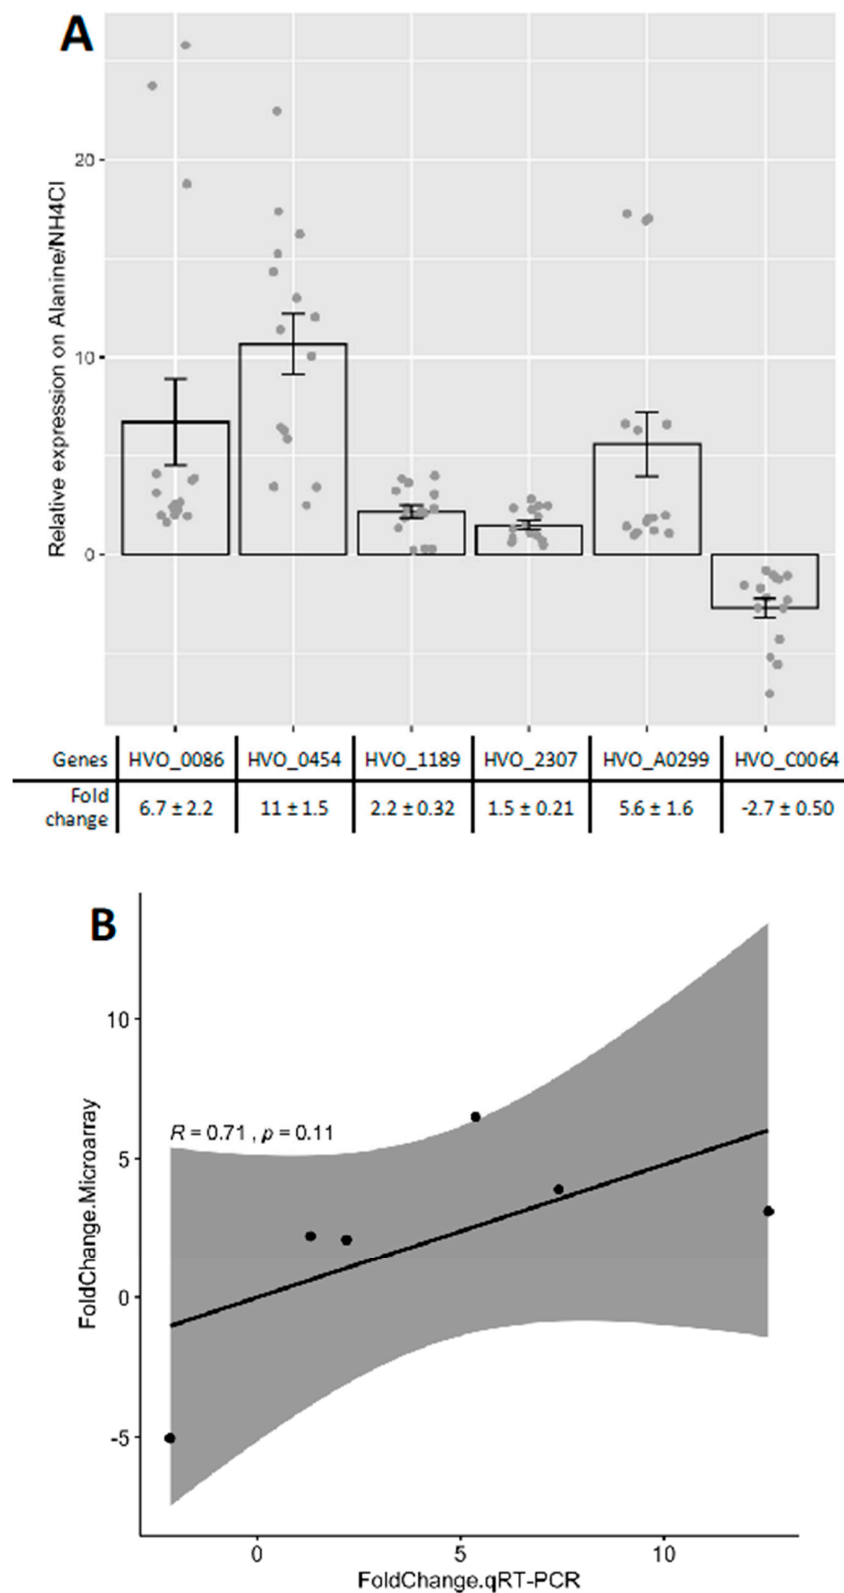 A
Relative expression on Alanine/NH4Cl
20
10
0
Genes HVO_0086 HVO_0454 HVO_1189 HVO_2307 HVO_A0299 HVO_C0064
Fold change 6.7 ± 2.2 11 ± 1.5 2.2 ± 0.32 1.5 ± 0.21 5.6 ± 1.6 -2.7 ± 0.50
B
FoldChange.Microarray
10
R = 0.71 , p = 0.11
5
0
-5
0 5 10
FoldChange.qRT-PCR